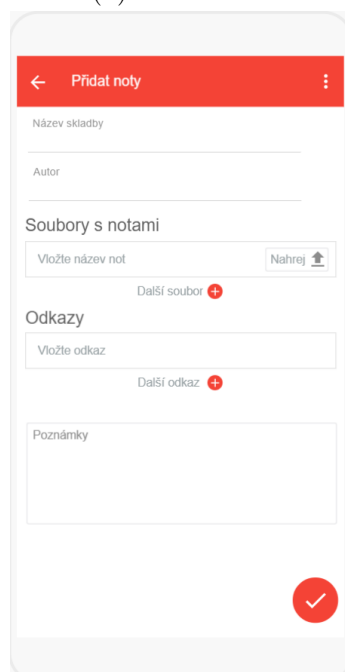 Přidat noty
Název skladby
Autor
Soubory s notami
Vložte název not
Nahrej
Další soubor
Odkazy
Vložte odkaz
Další odkaz
Poznámky